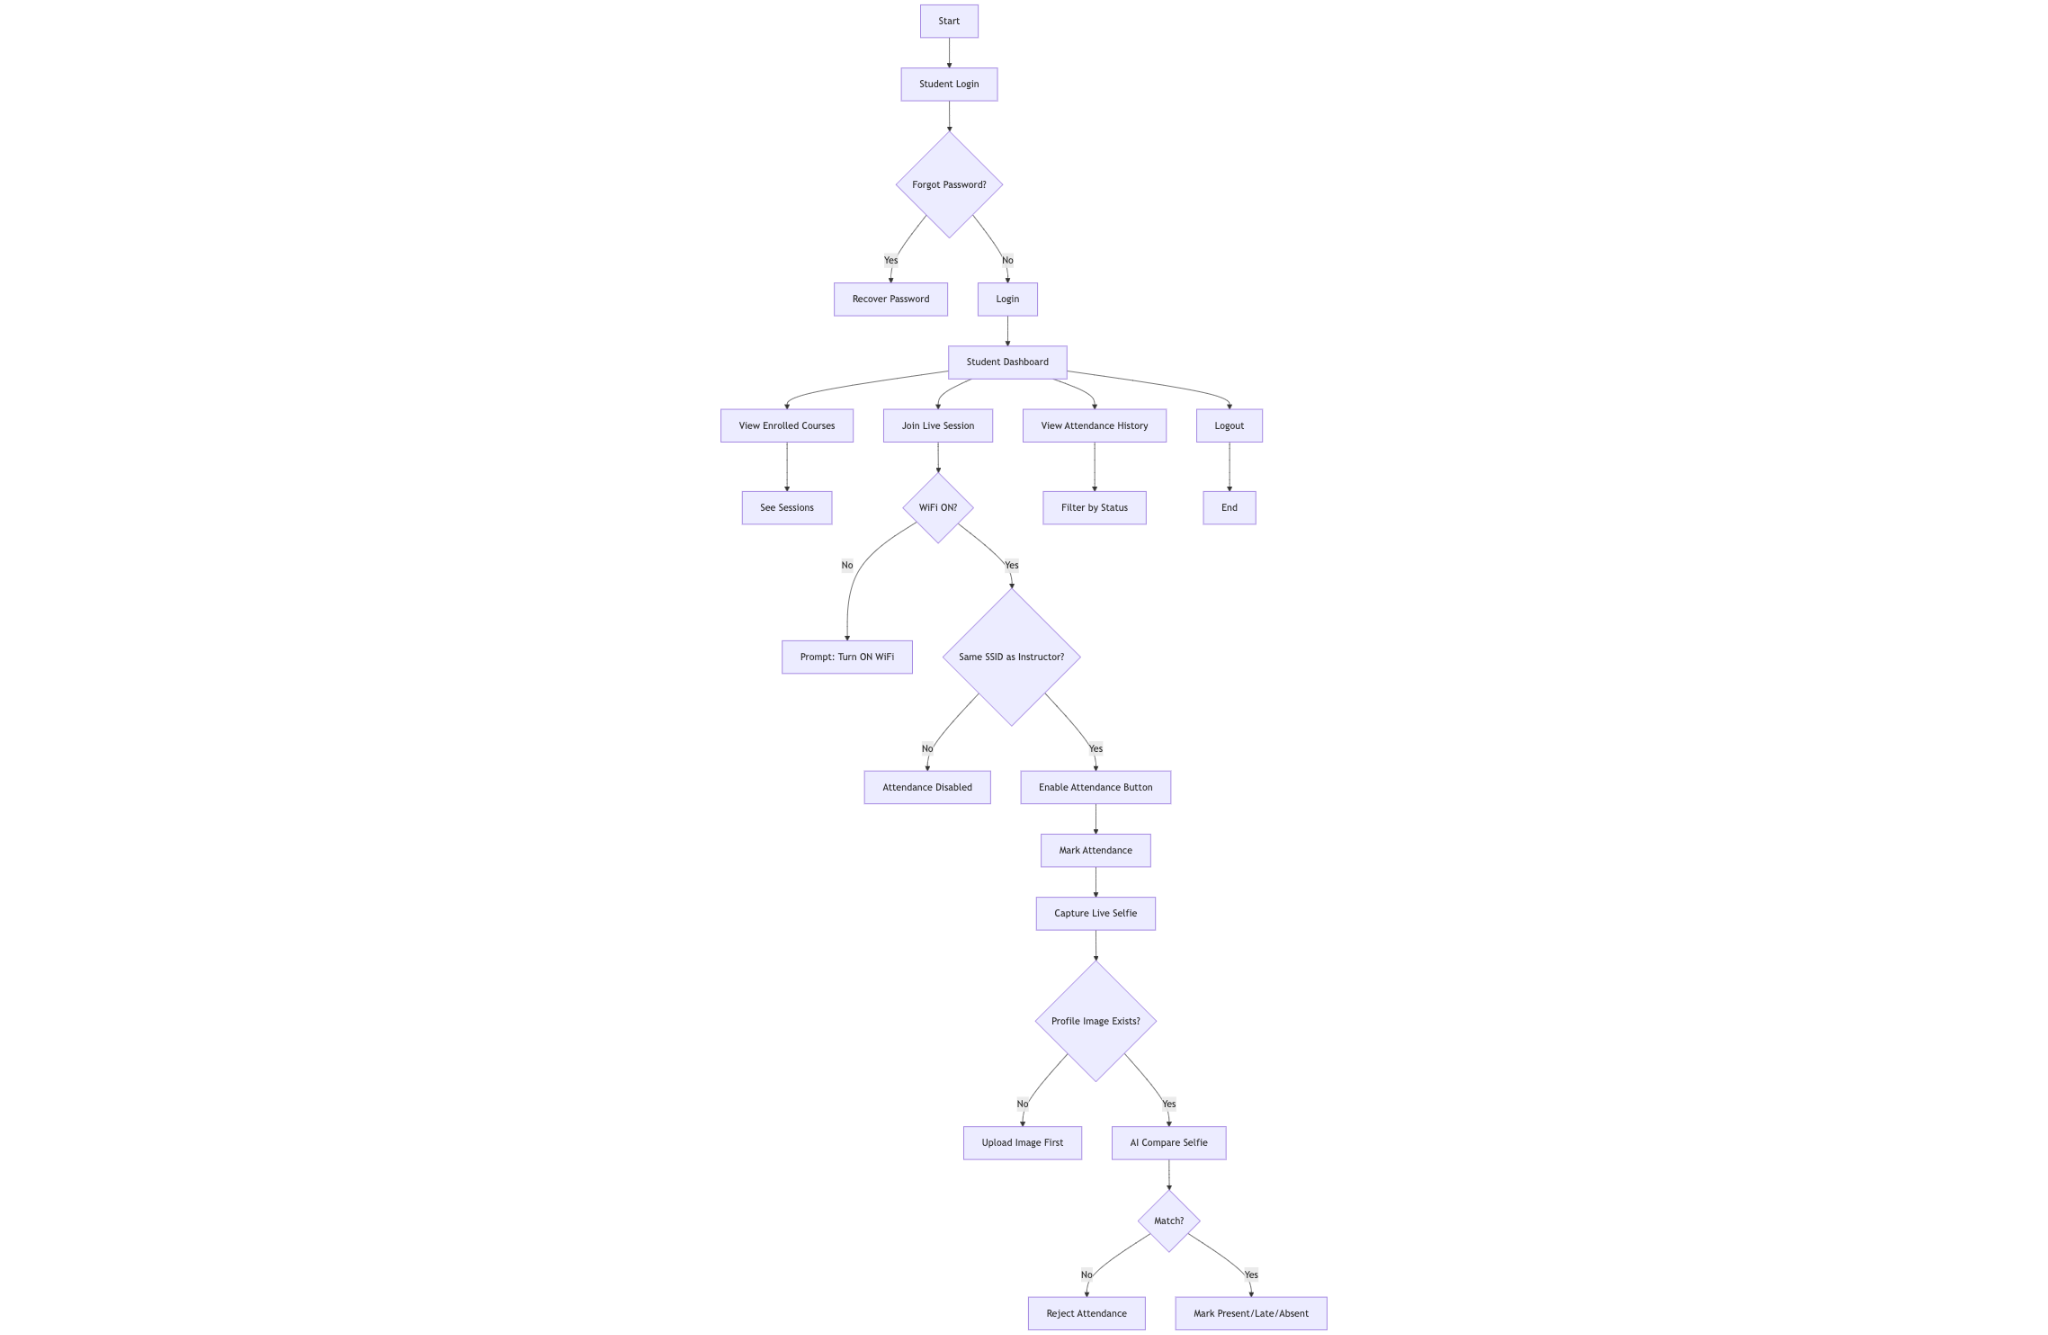 Start
Student Login
Forgot Password?
Yes
No
Recover Password
Login
Student Dashboard
View Enrolled Courses
Join Live Session
View Attendance History
Logout
See Sessions
WiFi ON?
Filter by Status
End
No
Yes
Prompt: Turn ON WiFi
Same SSID as Instructor?
No
Yes
Attendance Disabled
Enable Attendance Button
Mark Attendance
Capture Live Selfie
Profile Image Exists?
No
Yes
Upload Image First
AI Compare Selfie
Match?
No
Yes
Reject Attendance
Mark Present/Late/Absent